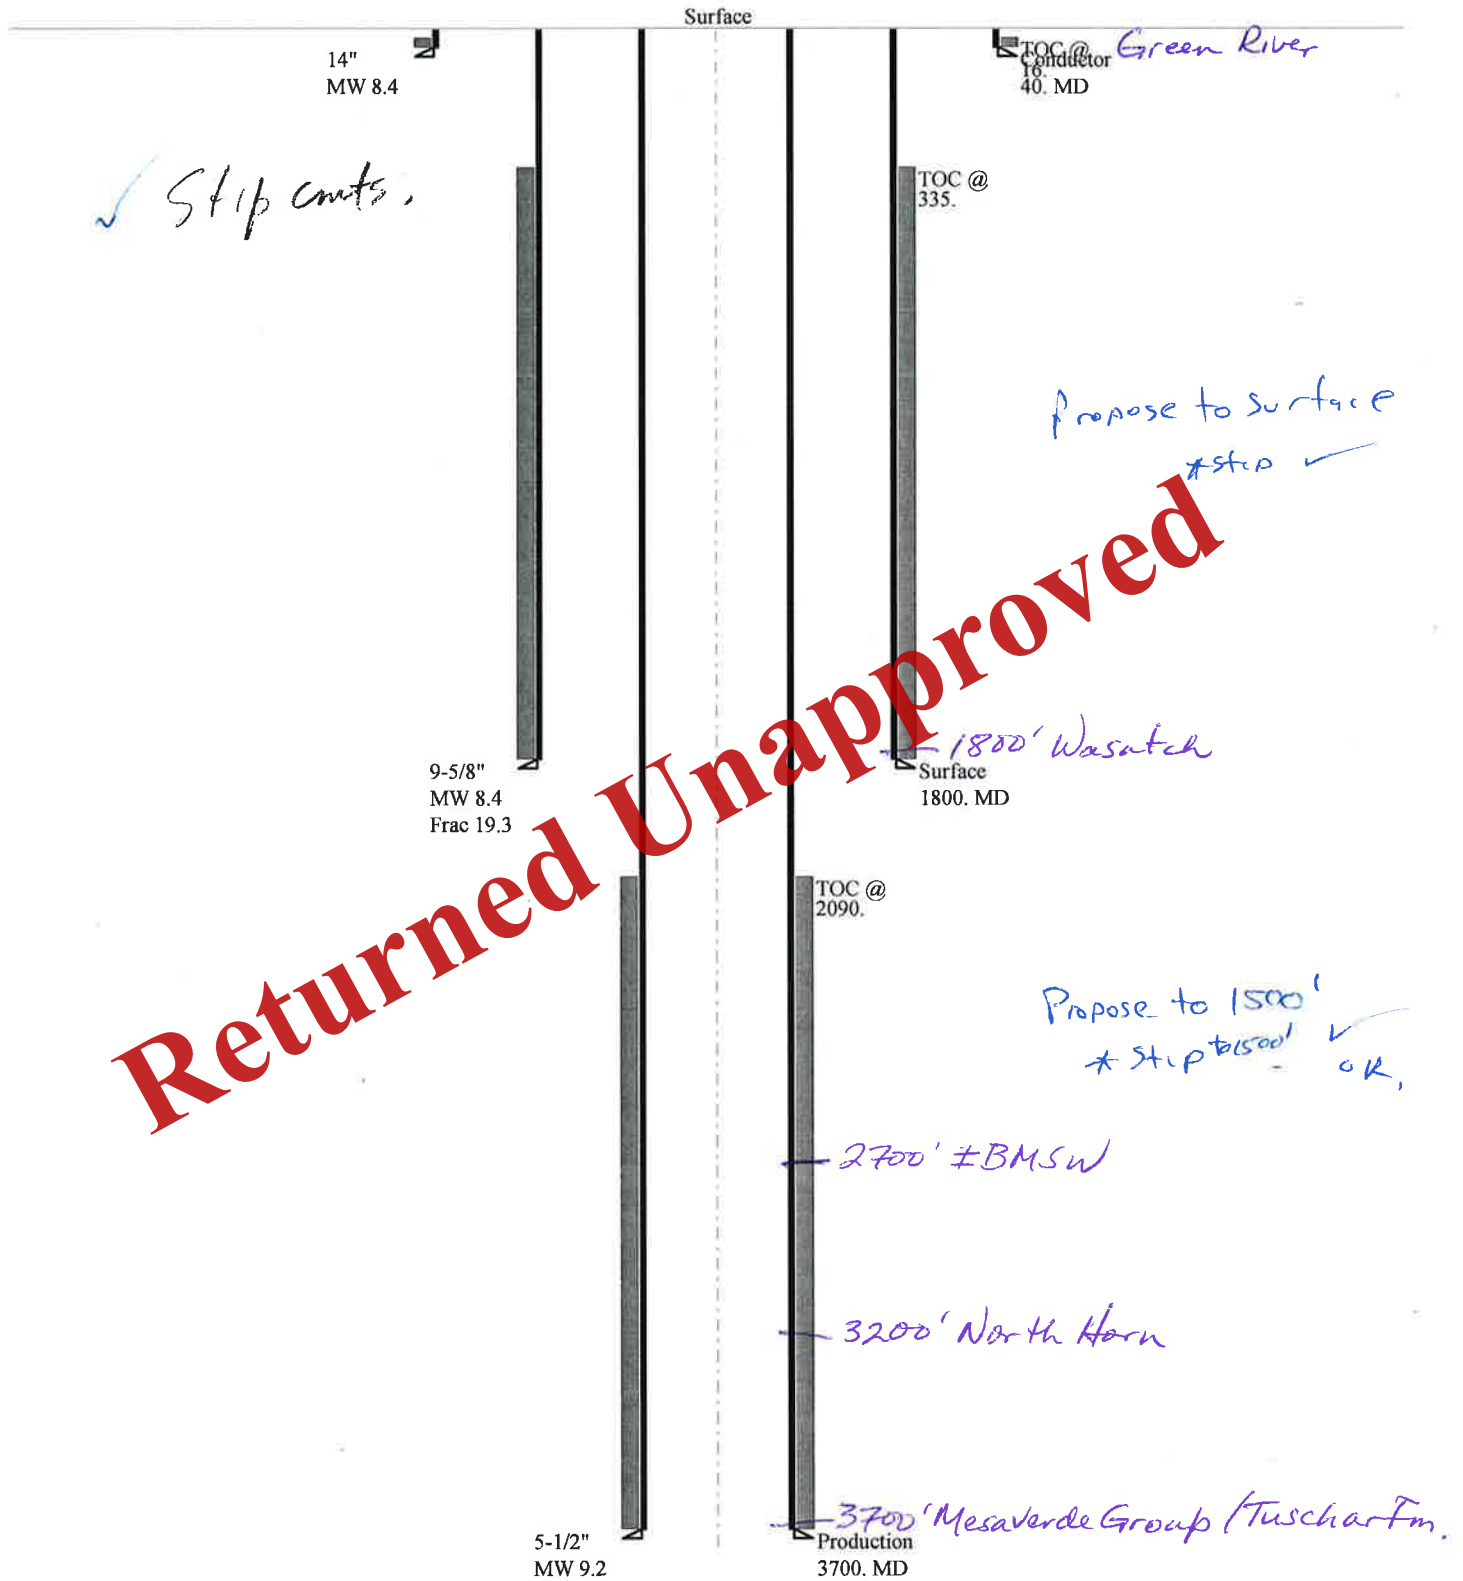 Surface
14"
MW 8.4
TOC @
Conductor
16.
40. MD
Green River
✓ Stip cmts.
TOC @
335.
Propose to surface
*stip ✓
1800' Wasatch
9-5/8"
MW 8.4
Frac 19.3
Surface
1800. MD
Returned Unapproved
TOC @
2090.
Propose to 1500'
* Stip to 1500' ✓
OK,
2700' ±BMSW
3200' North Horn
3700' Mesaverde Group / Tuschar Fm.
5-1/2"
MW 9.2
Production
3700. MD